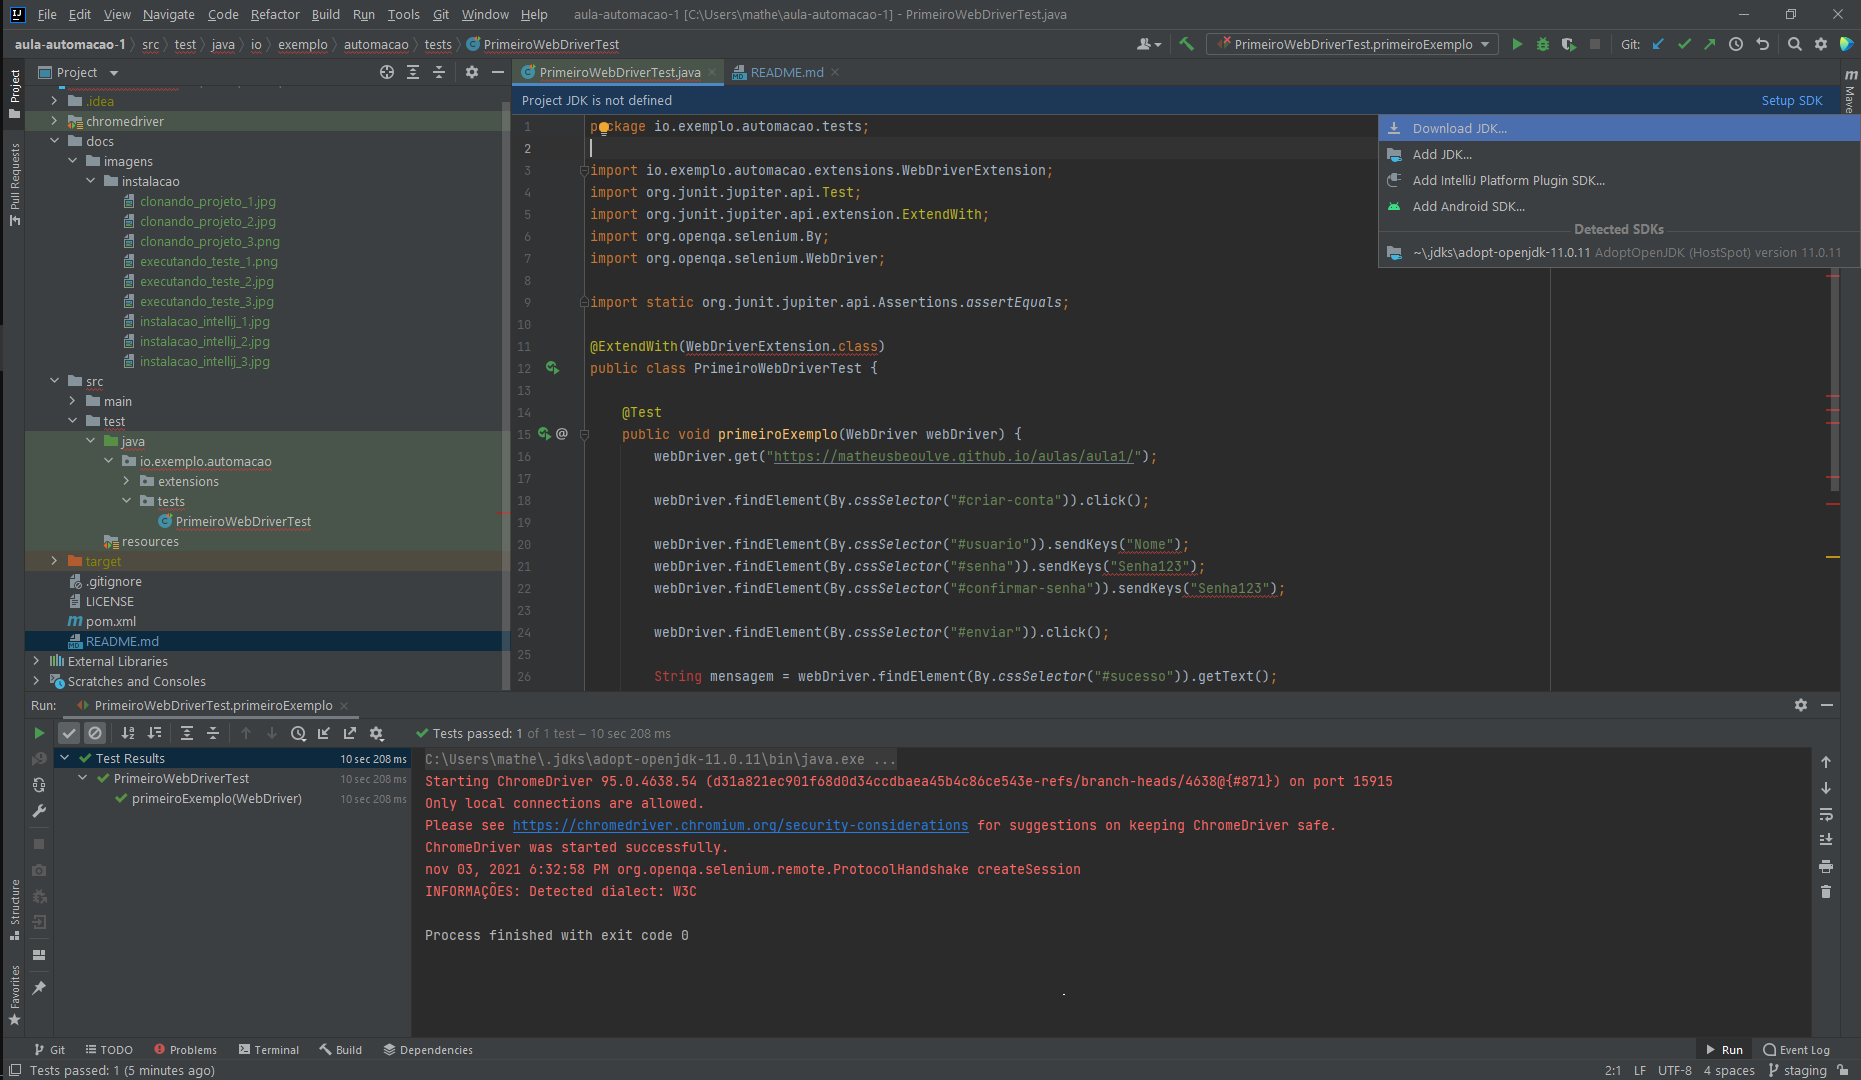 File Edit View Navigate Code Refactor Build Run Tools Git Window Help aula-automacao-1 [C:\Users\mathe\aula-automacao-1] - PrimeiroWebDriverTest.java
aula-automacao-1 src test java io exemplo automacao tests PrimeiroWebDriverTest PrimeiroWebDriverTest.primeiroExemplo Git:
Project
PrimeiroWebDriverTest.java README.md
Project
Pull Requests
.idea
chromedriver
docs
imagens
instalacao
clonando_projeto_1.jpg
clonando_projeto_2.jpg
clonando_projeto_3.png
executando_teste_1.png
executando_teste_2.jpg
executando_teste_3.jpg
instalacao_intellij_1.jpg
instalacao_intellij_2.jpg
instalacao_intellij_3.jpg
src
main
test
java
io.exemplo.automacao
extensions
tests
PrimeiroWebDriverTest
resources
target
.gitignore
LICENSE
pom.xml
README.md
External Libraries
Scratches and Consoles
Project JDK is not defined Setup SDK
Download JDK...
Add JDK...
Add IntelliJ Platform Plugin SDK...
Add Android SDK...
Detected SDKs
~\.jdks\adopt-openjdk-11.0.11 AdoptOpenJDK (HostSpot) version 11.0.11
1 package io.exemplo.automacao.tests;
2
3 import io.exemplo.automacao.extensions.WebDriverExtension;
4 import org.junit.jupiter.api.Test;
5 import org.junit.jupiter.api.extension.ExtendWith;
6 import org.openqa.selenium.By;
7 import org.openqa.selenium.WebDriver;
8
9 import static org.junit.jupiter.api.Assertions.assertEquals;
10
11 @ExtendWith(WebDriverExtension.class)
12 public class PrimeiroWebDriverTest {
13
14 @Test
15 @ public void primeiroExemplo(WebDriver webDriver) {
16 webDriver.get("https://matheusbeoulve.github.io/aulas/aula1/");
17
18 webDriver.findElement(By.cssSelector("#criar-conta")).click();
19
20 webDriver.findElement(By.cssSelector("#usuario")).sendKeys("Nome");
21 webDriver.findElement(By.cssSelector("#senha")).sendKeys("Senha123");
22 webDriver.findElement(By.cssSelector("#confirmar-senha")).sendKeys("Senha123");
23
24 webDriver.findElement(By.cssSelector("#enviar")).click();
25
26 String mensagem = webDriver.findElement(By.cssSelector("#sucesso")).getText();
Run: PrimeiroWebDriverTest.primeiroExemplo
Tests passed: 1 of 1 test – 10 sec 208 ms
Test Results 10 sec 208 ms
PrimeiroWebDriverTest 10 sec 208 ms
primeiroExemplo(WebDriver) 10 sec 208 ms
C:\Users\mathe\.jdks\adopt-openjdk-11.0.11\bin\java.exe ...
Starting ChromeDriver 95.0.4638.54 (d31a821ec901f68d0d34ccdbaea45b4c86ce543e-refs/branch-heads/4638@{#871}) on port 15915
Only local connections are allowed.
Please see https://chromedriver.chromium.org/security-considerations for suggestions on keeping ChromeDriver safe.
ChromeDriver was started successfully.
nov 03, 2021 6:32:58 PM org.openqa.selenium.remote.ProtocolHandshake createSession
INFORMAÇÕES: Detected dialect: W3C
Process finished with exit code 0
Structure
Favorites
Git TODO Problems Terminal Build Dependencies Run Event Log
Tests passed: 1 (5 minutes ago) 2:1 LF UTF-8 4 spaces staging